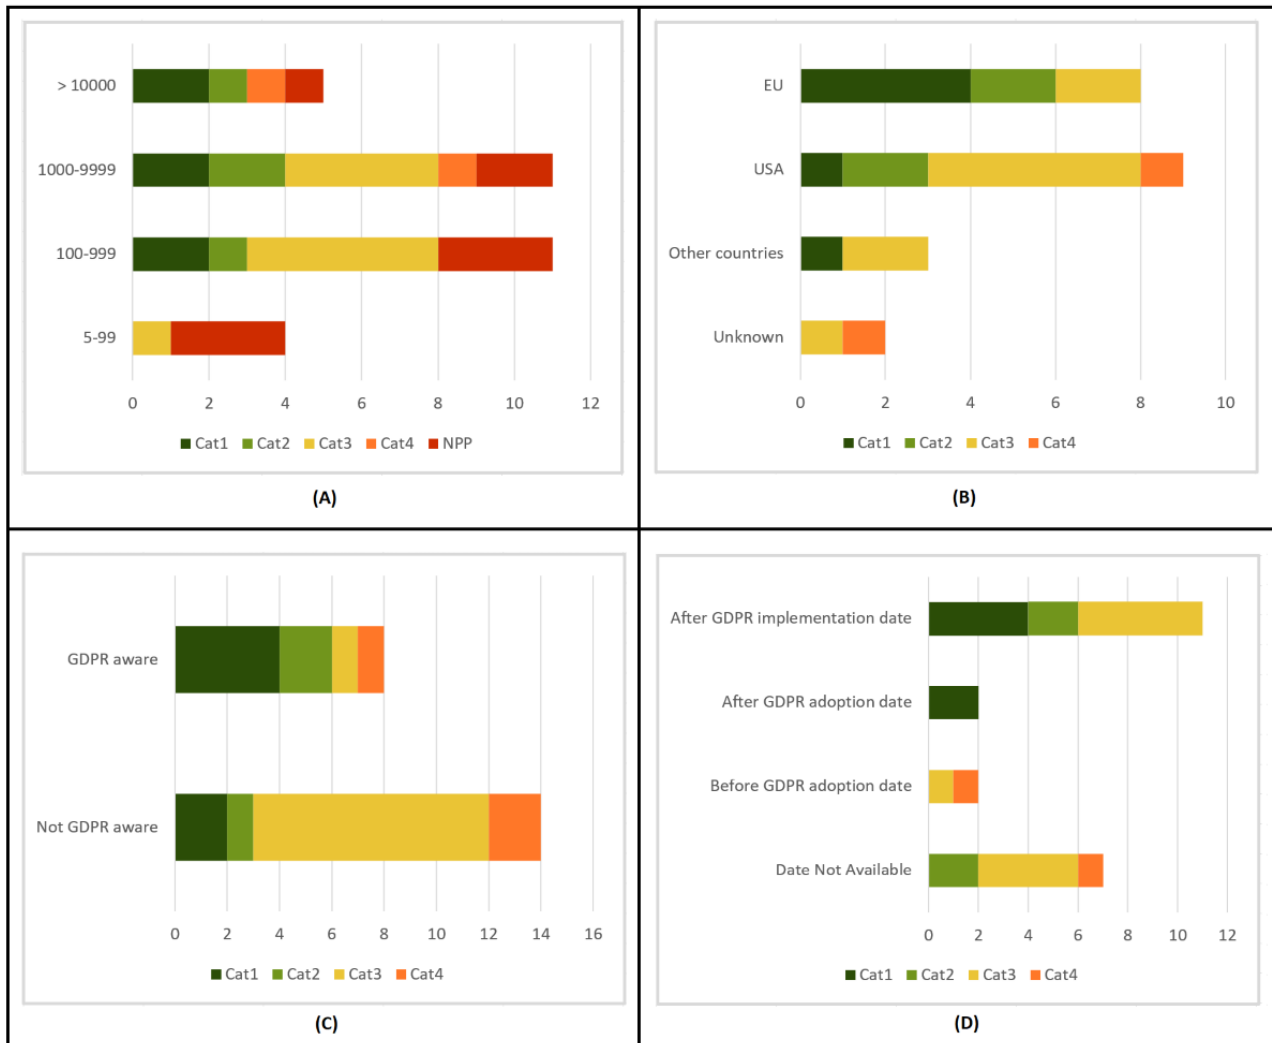 > 10000
1000-9999
100-999
5-99
0 2 4 6 8 10 12
Cat1 Cat2 Cat3 Cat4 NPP
(A)
EU
USA
Other countries
Unknown
0 2 4 6 8 10
Cat1 Cat2 Cat3 Cat4
(B)
GDPR aware
Not GDPR aware
0 2 4 6 8 10 12 14 16
Cat1 Cat2 Cat3 Cat4
(C)
After GDPR implementation date
After GDPR adoption date
Before GDPR adoption date
Date Not Available
0 2 4 6 8 10 12
Cat1 Cat2 Cat3 Cat4
(D)